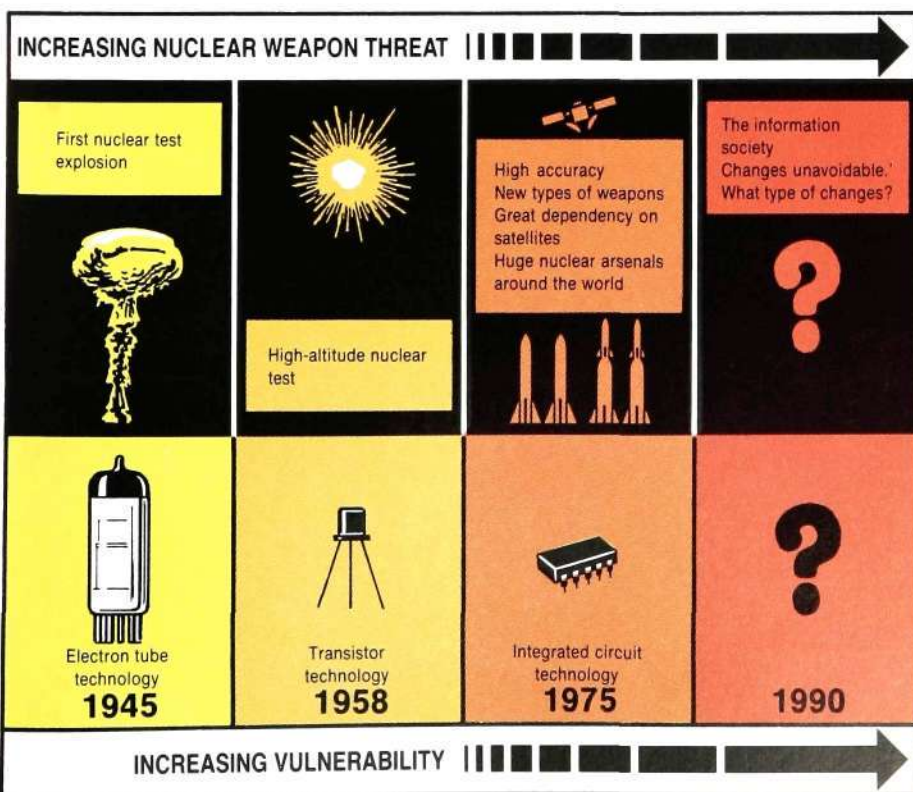 INCREASING NUCLEAR WEAPON THREAT
First nuclear test
explosion
High-altitude nuclear
test
High accuracy
New types of weapons
Great dependency on
satellites
Huge nuclear arsenals
around the world
The information
society
Changes unavoidable.'
What type of changes?
?
Electron tube
technology
1945
Transistor
technology
1958
Integrated circuit
technology
1975
?
1990
INCREASING VULNERABILITY